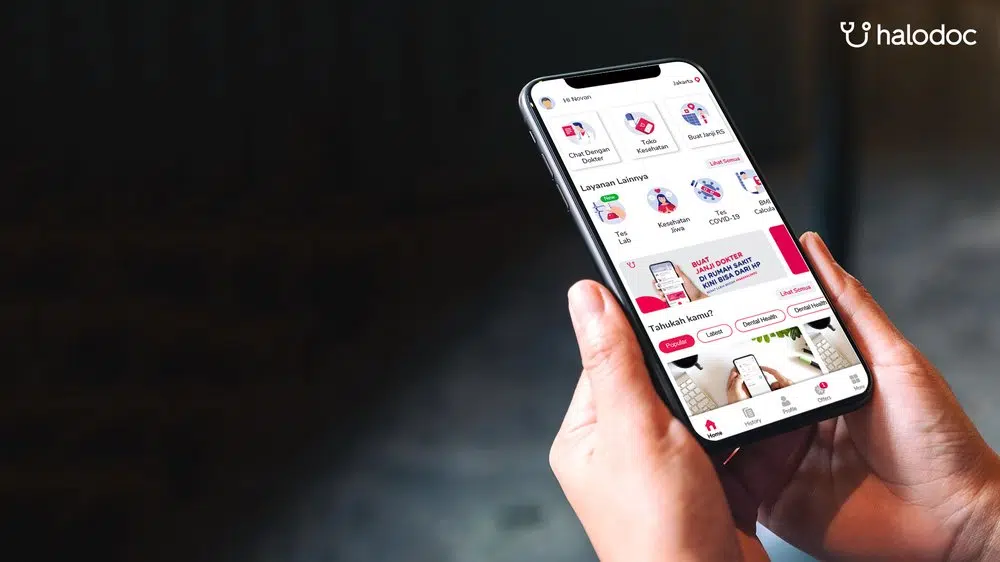 halodoc
Hi Novan
Jakarta
Chat Dengan
Dokter
Toko
Kesehatan
Buat Janji RS
Layanan Lainnya
Lihat Semua
New
Tes
Lab
Kesehatan
Jiwa
Tes
COVID-19
BMI
Calcula
BUAT
JANJI DOKTER
DI RUMAH SAKIT
KINI BISA DARI HP
Tahukah kamu?
Lihat Semua
Popular
Latest
Dental Health
Dental Health
Home
History
Profile
1
Offers
More